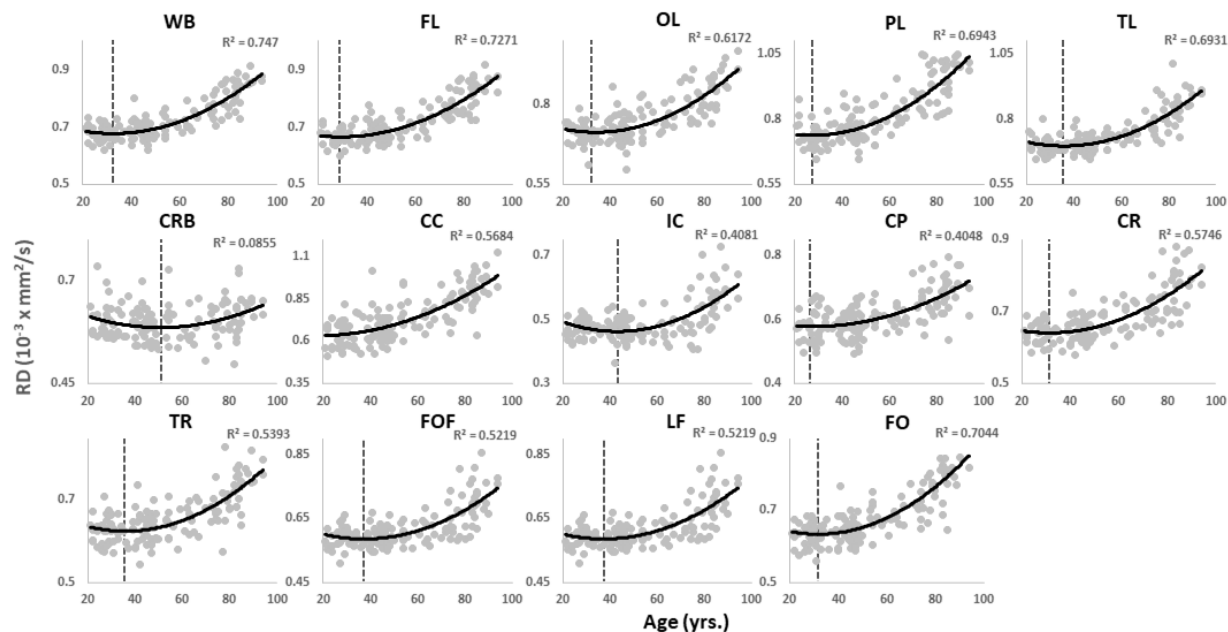 WB FL OL PL TL
R² = 0.747 R² = 0.7271 R² = 0.6172 R² = 0.6943 R² = 0.6931
0.9 0.9 0.8 1.05 1.05
0.7 0.7 0.8 0.8
0.5 0.5 0.55 0.55 0.55
20 40 60 80 100 20 40 60 80 100 20 40 60 80 100 20 40 60 80 100 20 40 60 80 100
CRB CC IC CP CR
R² = 0.0855 R² = 0.5684 R² = 0.4081 R² = 0.4048 R² = 0.5746
0.7 1.1 0.7 0.8 0.9
0.85 0.5 0.6 0.7
0.6
0.45 0.35 0.3 0.4 0.5
20 40 60 80 100 20 40 60 80 100 20 40 60 80 100 20 40 60 80 100 20 40 60 80 100
TR FOF LF FO
R² = 0.5393 R² = 0.5219 R² = 0.5219 R² = 0.7044
0.7 0.85 0.85 0.9
0.65 0.65 0.7
0.5 0.45 0.45 0.5
20 40 60 80 100 20 40 60 80 100 20 40 60 80 100 20 40 60 80 100
RD (10⁻³ x mm²/s)
Age (yrs.)